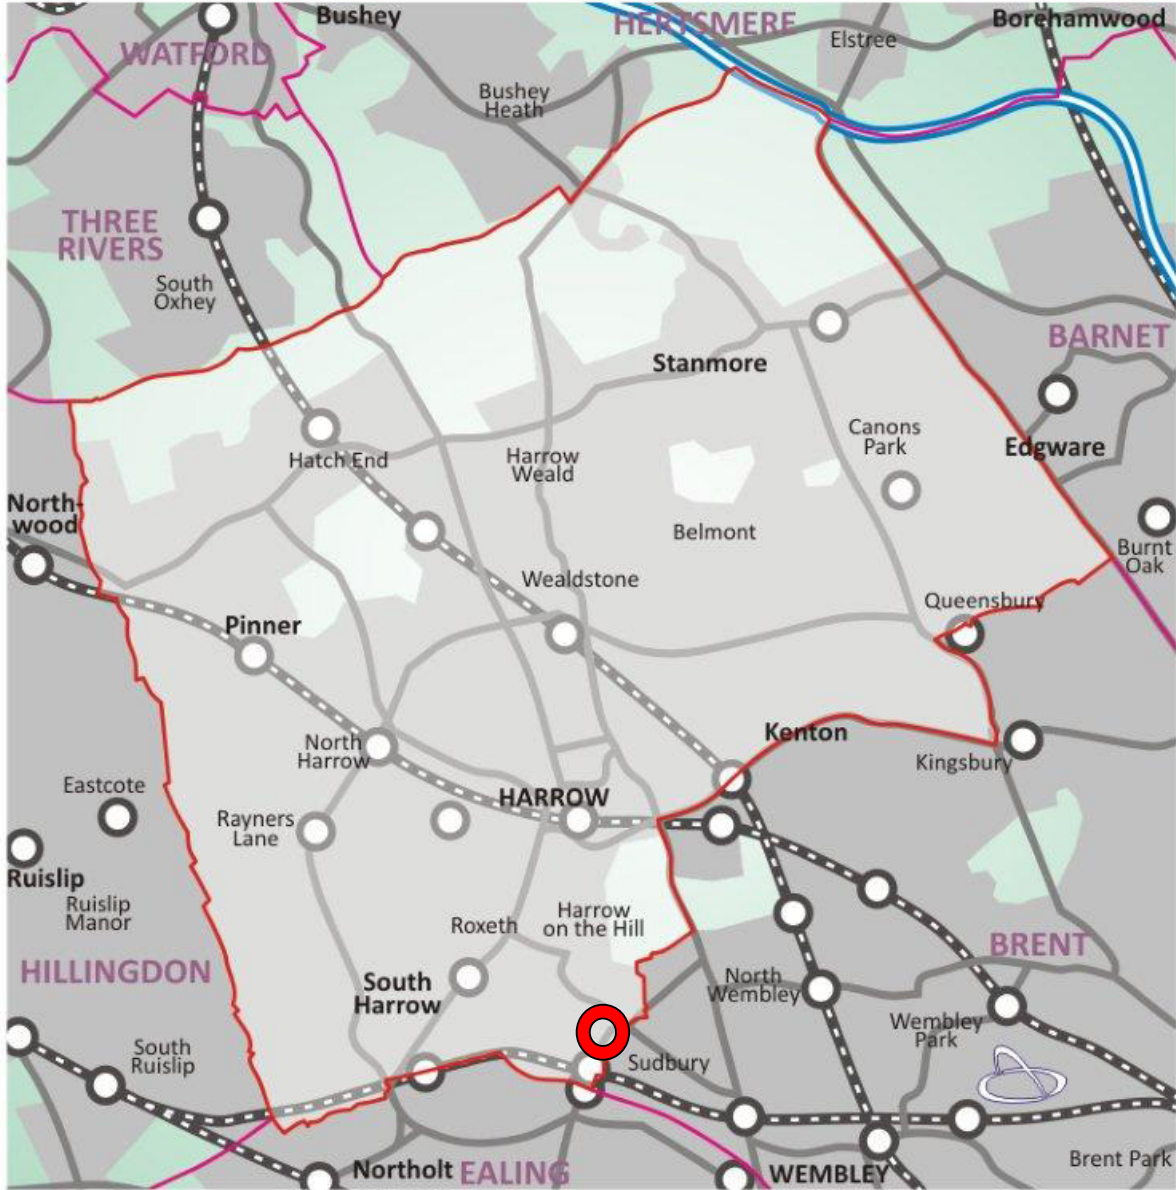 Bushey
HERTSMERE
Borehamwood
WATFORD
Elstree
Bushey
Heath
THREE
RIVERS
South
Oxhey
BARNET
Stanmore
Canons
Park
Edgware
Harrow
Weald
Hatch End
North-
wood
Belmont
Burnt
Oak
Wealdstone
Queensbury
Pinner
Kenton
North
Harrow
Kingsbury
Eastcote
HARROW
Rayners
Lane
Ruislip
Ruislip
Manor
Roxeth
Harrow
on the Hill
BRENT
HILLINGDON
South
Harrow
North
Wembley
Wembley
Park
South
Ruislip
Sudbury
Brent Park
Northolt
EALING
WEMBLEY